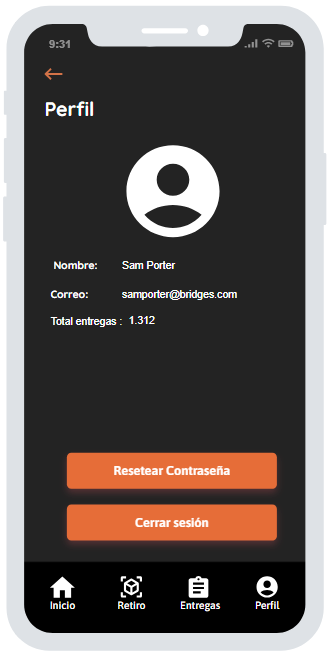 9:31
Perfil
Nombre: Sam Porter
Correo: samporter@bridges.com
Total entregas : 1.312
Resetear Contraseña
Cerrar sesión
Inicio Retiro Entregas Perfil